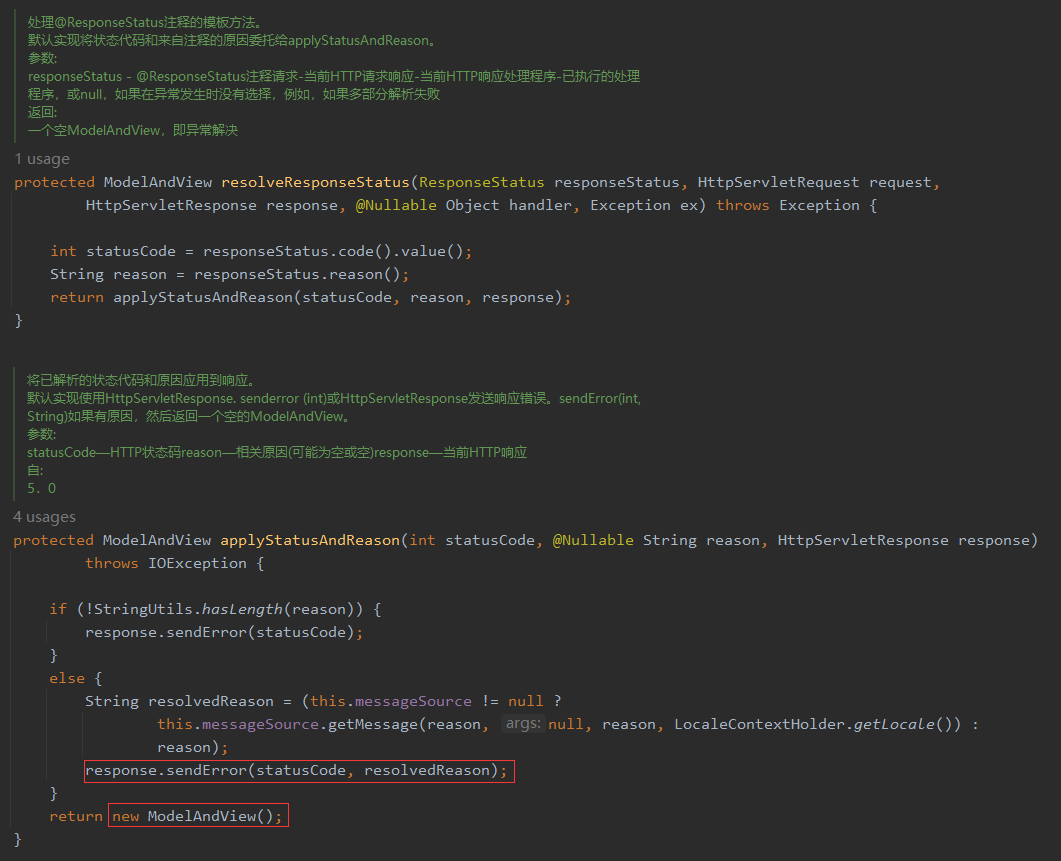 处理@ResponseStatus注释的模板方法。
默认实现将状态代码和来自注释的原因委托给applyStatusAndReason。
参数:
responseStatus - @ResponseStatus注释请求-当前HTTP请求响应-当前HTTP响应处理程序-已执行的处理
程序，或null，如果在异常发生时没有选择，例如，如果多部分解析失败
返回:
一个空ModelAndView，即异常解决
1 usage
protected ModelAndView resolveResponseStatus(ResponseStatus responseStatus, HttpServletRequest request,
HttpServletResponse response, @Nullable Object handler, Exception ex) throws Exception {
int statusCode = responseStatus.code().value();
String reason = responseStatus.reason();
return applyStatusAndReason(statusCode, reason, response);
}
将已解析的状态代码和原因应用到响应。
默认实现使用HttpServletResponse. senderror (int)或HttpServletResponse发送响应错误。sendError(int,
String)如果有原因，然后返回一个空的ModelAndView。
参数:
statusCode—HTTP状态码reason—相关原因(可能为空或空)response—当前HTTP响应
自:
5．0
4 usages
protected ModelAndView applyStatusAndReason(int statusCode, @Nullable String reason, HttpServletResponse response)
throws IOException {
if (!StringUtils.hasLength(reason)) {
response.sendError(statusCode);
}
else {
String resolvedReason = (this.messageSource != null ?
this.messageSource.getMessage(reason, args: null, reason, LocaleContextHolder.getLocale()) :
reason);
response.sendError(statusCode, resolvedReason);
}
return new ModelAndView();
}